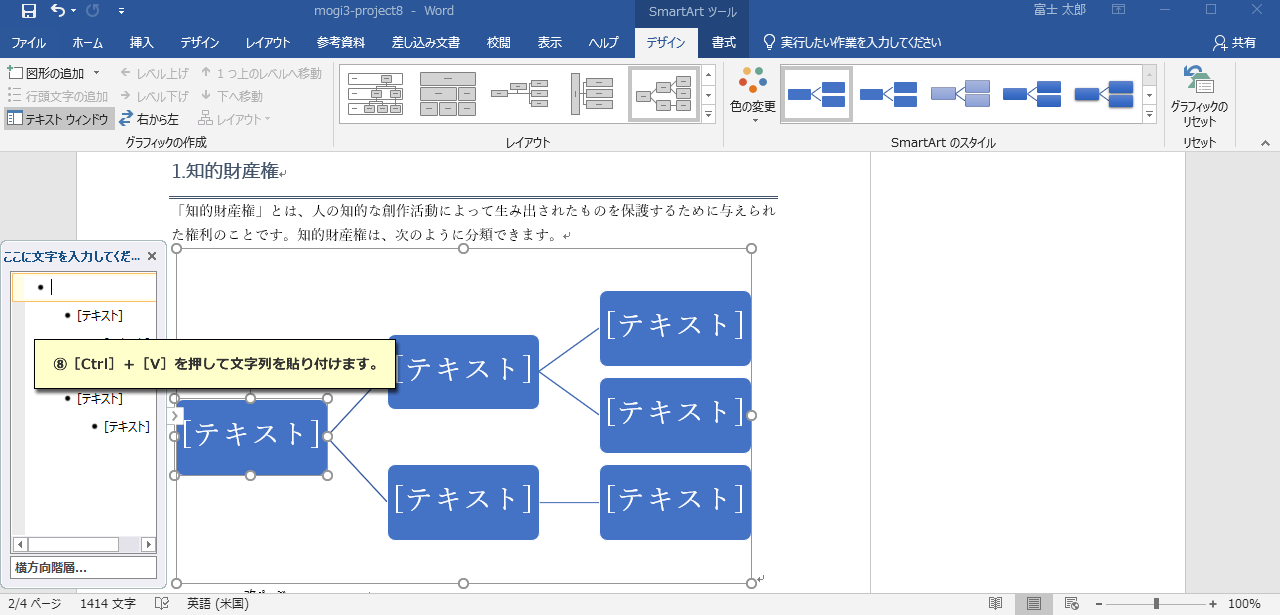 mogi3-project8 - Word
SmartArt ツール
富士 太郎
ファイル ホーム 挿入 デザイン レイアウト 参考資料 差し込み文書 校閲 表示 ヘルプ デザイン 書式 実行したい作業を入力してください 共有
図形の追加 レベル上げ 1 つ上のレベルへ移動
行頭文字の追加 レベル下げ 下へ移動
テキスト ウィンドウ 右から左 レイアウト
グラフィックの作成
レイアウト
色の変更
SmartArt のスタイル
グラフィックの
リセット
リセット
1.知的財産権
「知的財産権」とは、人の知的な創作活動によって生み出されたものを保護するために与えられ
た権利のことです。知的財産権は、次のように分類できます。
ここに文字を入力してくだ...
•
• [テキスト]
⑧［Ctrl］＋［V］を押して文字列を貼り付けます。
• [テキスト]
• [テキスト]
横方向階層...
[テキスト]
[テキスト]
[テキスト]
[テキスト]
[テキスト]
[テキスト]
2/4 ページ 1414 文字 英語 (米国) 100%